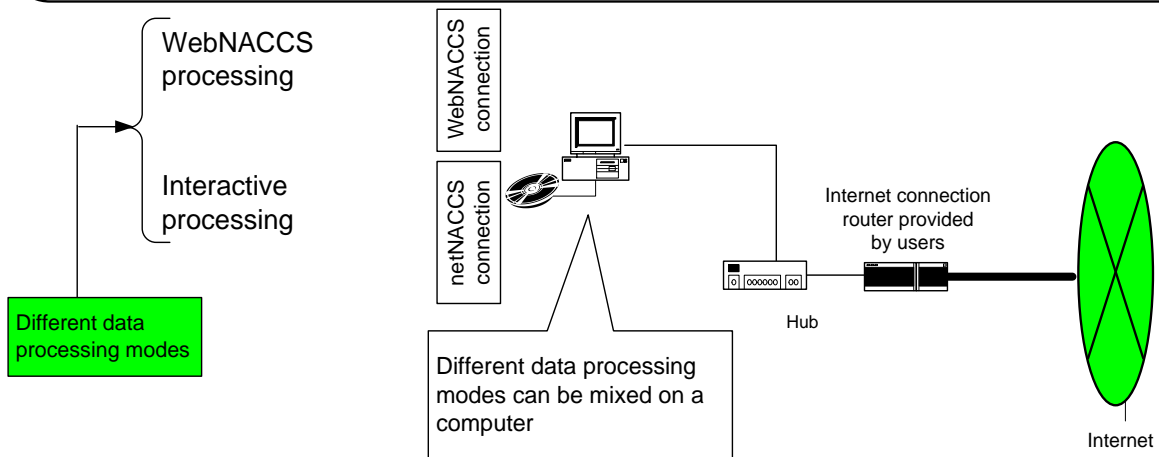 WebNACCS
processing
Interactive
processing
Different data
processing modes
WebNACCS
connection
netNACCS
connection
Different data processing
modes can be mixed on a
computer
Hub
Internet connection
router provided
by users
Internet